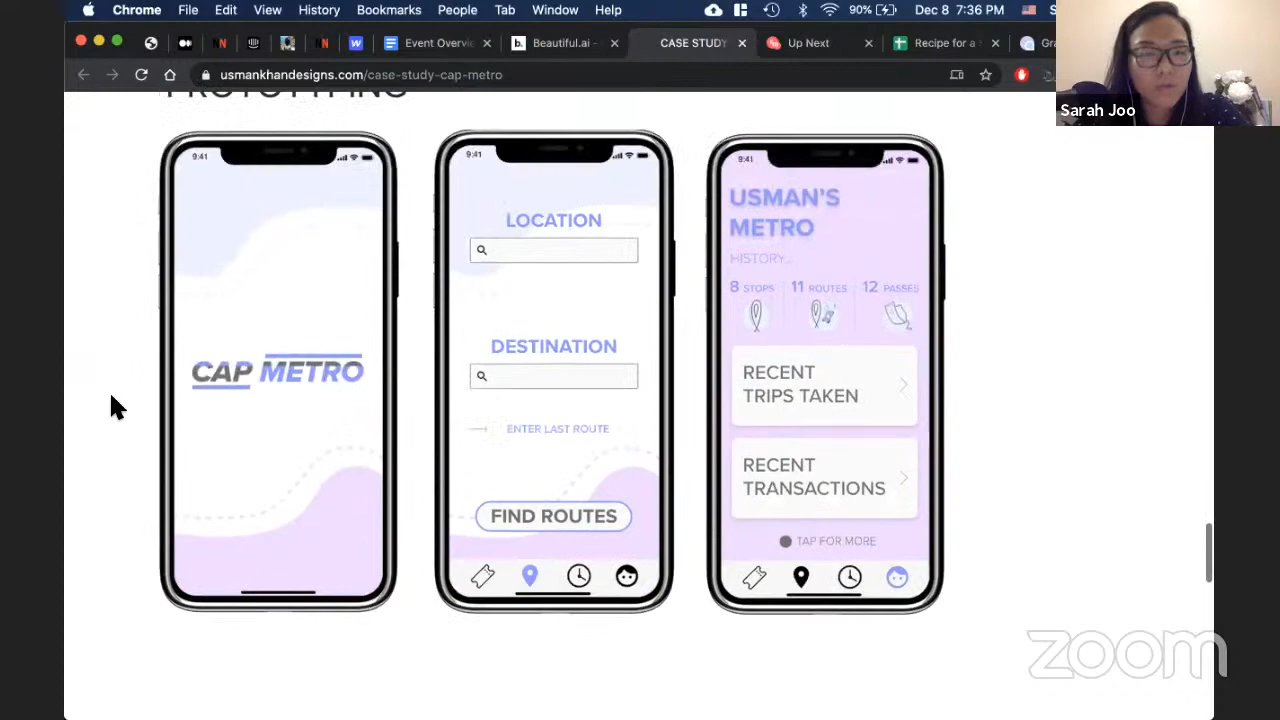 Chrome File Edit View History Bookmarks People Tab Window Help 90% Dec 8 7:36 PM
Event Overvie Beautiful.ai - CASE STUDY Up Next Recipe for a Gra
usmankhandesigns.com/case-study-cap-metro
Sarah Joo
PROTOTYPING
9:41
CAP METRO
9:41
LOCATION
DESTINATION
ENTER LAST ROUTE
FIND ROUTES
9:41
USMAN'S
METRO
HISTORY...
8 STOPS 11 ROUTES 12 PASSES
RECENT
TRIPS TAKEN
RECENT
TRANSACTIONS
TAP FOR MORE
zoom